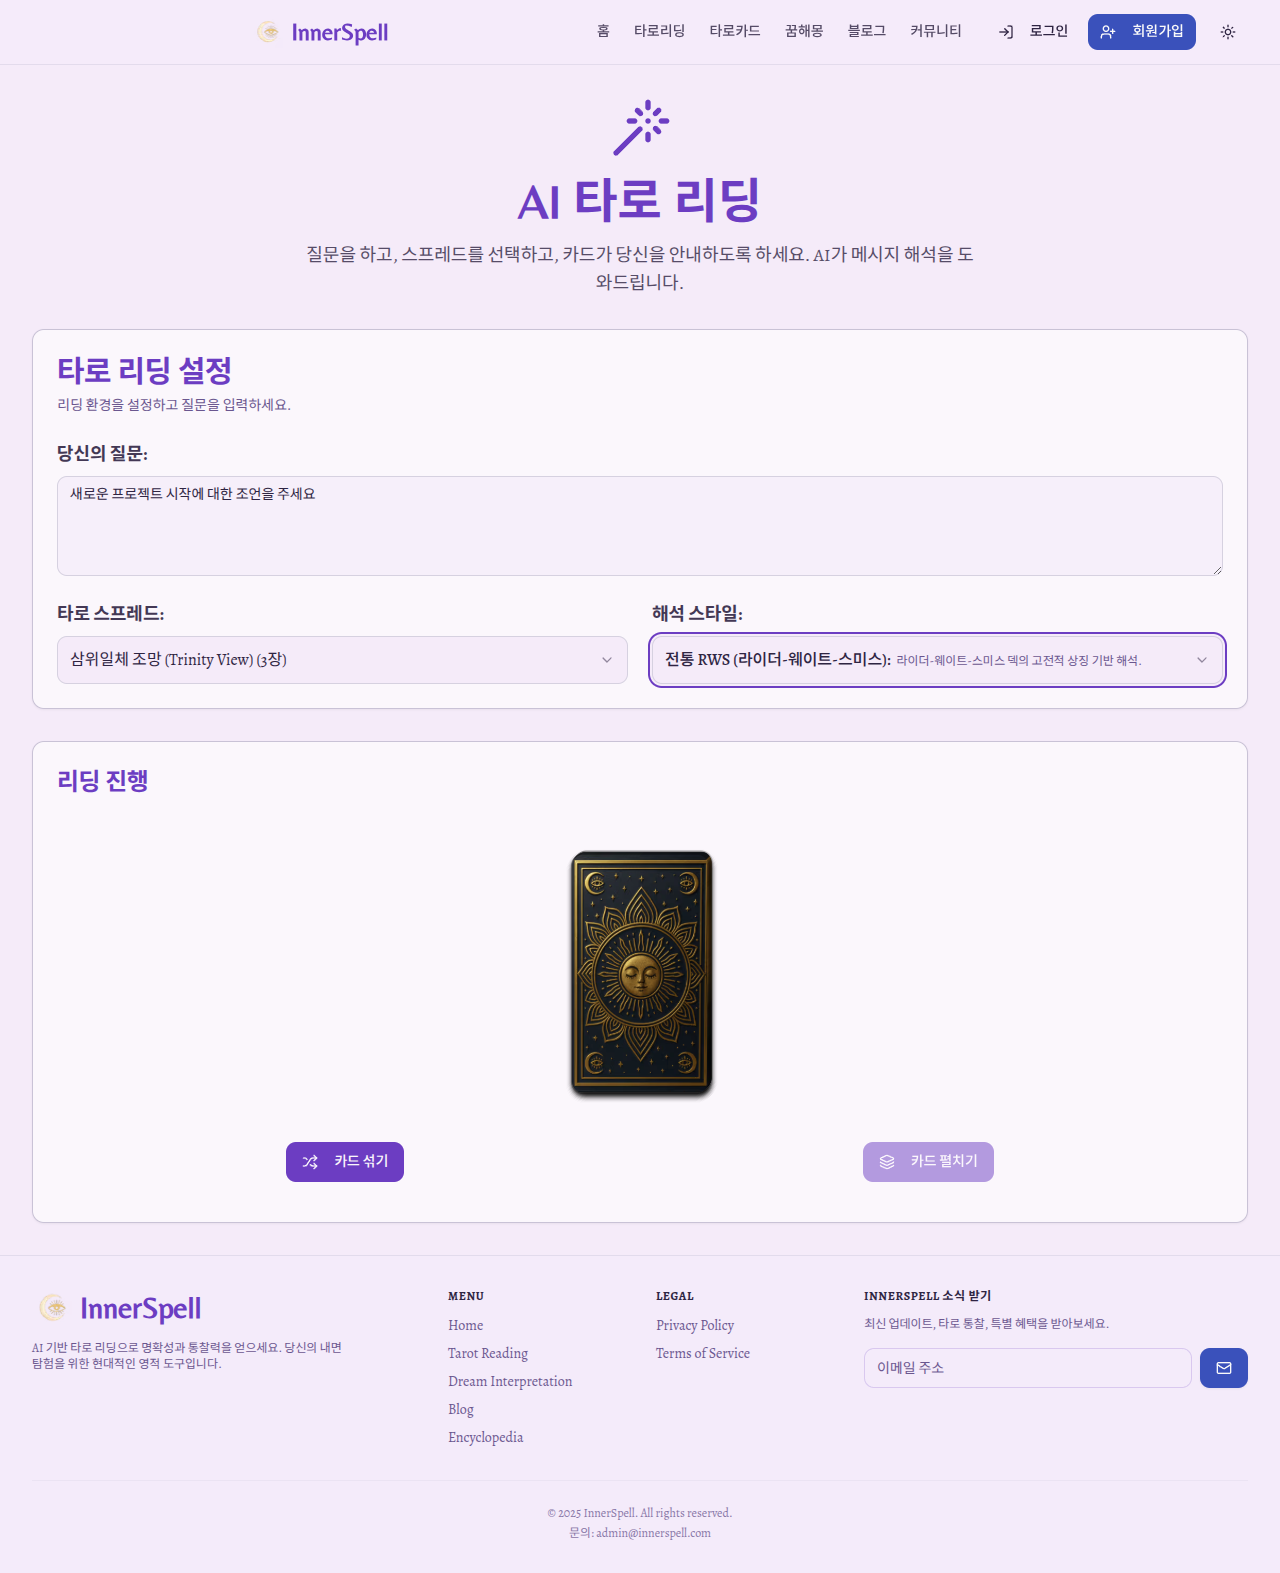 InnerSpell
홈 타로리딩 타로카드 꿈해몽 블로그 커뮤니티 로그인 회원가입
AI 타로 리딩
질문을 하고, 스프레드를 선택하고, 카드가 당신을 안내하도록 하세요. AI가 메시지 해석을 도
와드립니다.
타로 리딩 설정
리딩 환경을 설정하고 질문을 입력하세요.
당신의 질문:
새로운 프로젝트 시작에 대한 조언을 주세요
타로 스프레드:
삼위일체 조망 (Trinity View) (3장)
해석 스타일:
전통 RWS (라이더-웨이트-스미스): 라이더-웨이트-스미스 덱의 고전적 상징 기반 해석.
리딩 진행
카드 섞기
카드 펼치기
InnerSpell
AI 기반 타로 리딩으로 명확성과 통찰력을 얻으세요. 당신의 내면
탐험을 위한 현대적인 영적 도구입니다.
MENU
Home
Tarot Reading
Dream Interpretation
Blog
Encyclopedia
LEGAL
Privacy Policy
Terms of Service
INNERSPELL 소식 받기
최신 업데이트, 타로 통찰, 특별 혜택을 받아보세요.
이메일 주소
© 2025 InnerSpell. All rights reserved.
문의: admin@innerspell.com